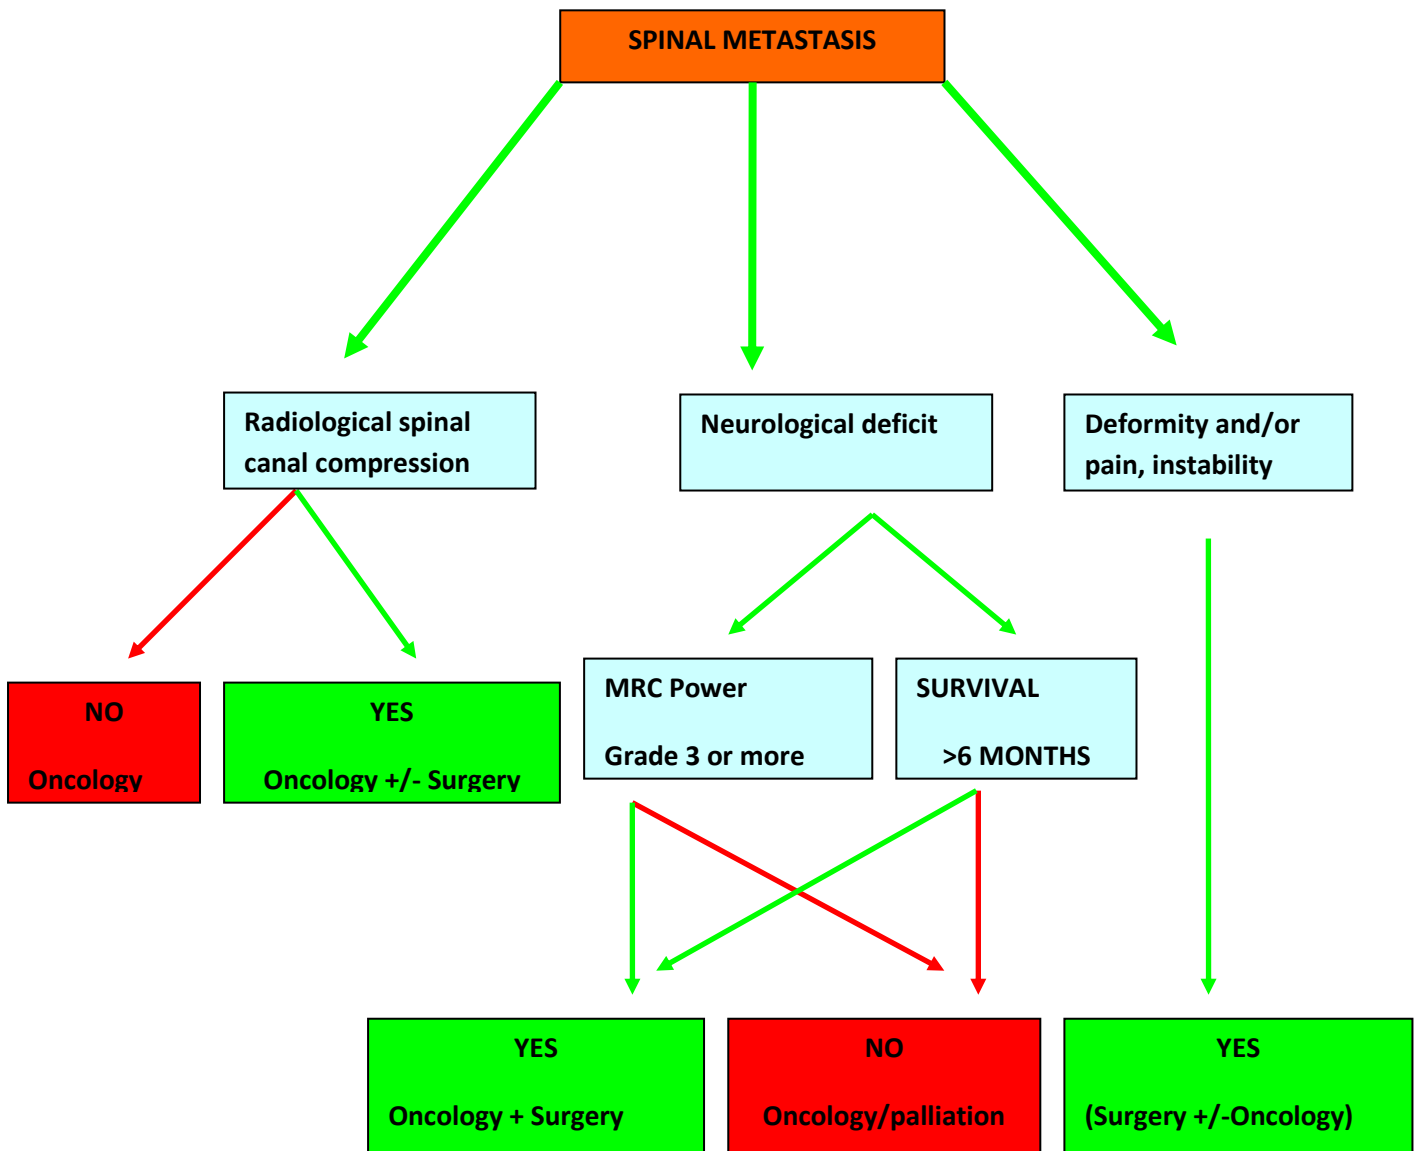 SPINAL METASTASIS
Radiological spinal
canal compression
Neurological deficit
Deformity and/or
pain, instability
NO
Oncology
YES
Oncology +/- Surgery
MRC Power
Grade 3 or more
SURVIVAL
>6 MONTHS
YES
Oncology + Surgery
NO
Oncology/palliation
YES
(Surgery +/-Oncology)